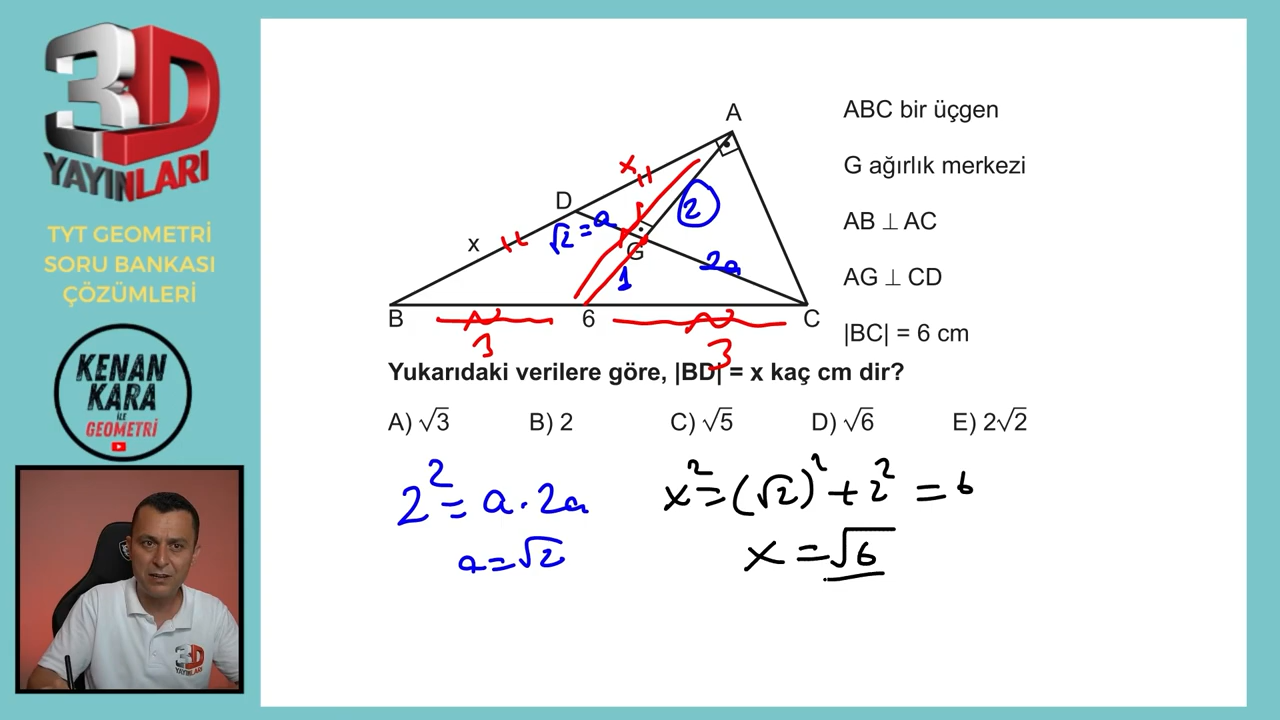 3D
YAYINLARI
TYT GEOMETRİ
SORU BANKASI
ÇÖZÜMLERİ
KENAN
KARA
İLE
GEOMETRİ
3D
YAYINLARI
A
D
x
x
√2 = a
2
G
1
2a
B
6
C
3
3
ABC bir üçgen
G ağırlık merkezi
AB ⊥ AC
AG ⊥ CD
|BC| = 6 cm
Yukarıdaki verilere göre, |BD| = x kaç cm dir?
A) √3 B) 2 C) √5 D) √6 E) 2√2
2² = a · 2a
a = √2
x² = (√2)² + 2² = 6
x = √6